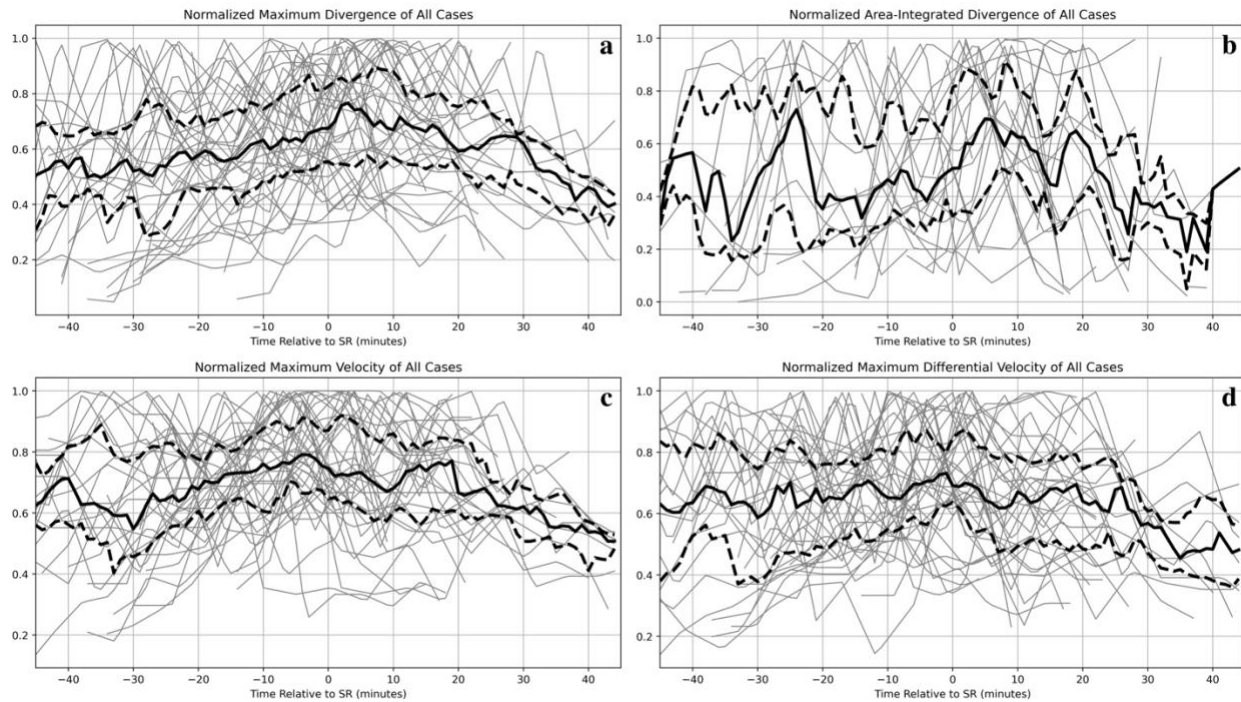 Normalized Maximum Divergence of All Cases
a
1.0
0.8
0.6
0.4
0.2
−40 −30 −20 −10 0 10 20 30 40
Time Relative to SR (minutes)
Normalized Area-Integrated Divergence of All Cases
b
1.0
0.8
0.6
0.4
0.2
0.0
−40 −30 −20 −10 0 10 20 30 40
Time Relative to SR (minutes)
Normalized Maximum Velocity of All Cases
c
1.0
0.8
0.6
0.4
0.2
−40 −30 −20 −10 0 10 20 30 40
Time Relative to SR (minutes)
Normalized Maximum Differential Velocity of All Cases
d
1.0
0.8
0.6
0.4
0.2
−40 −30 −20 −10 0 10 20 30 40
Time Relative to SR (minutes)